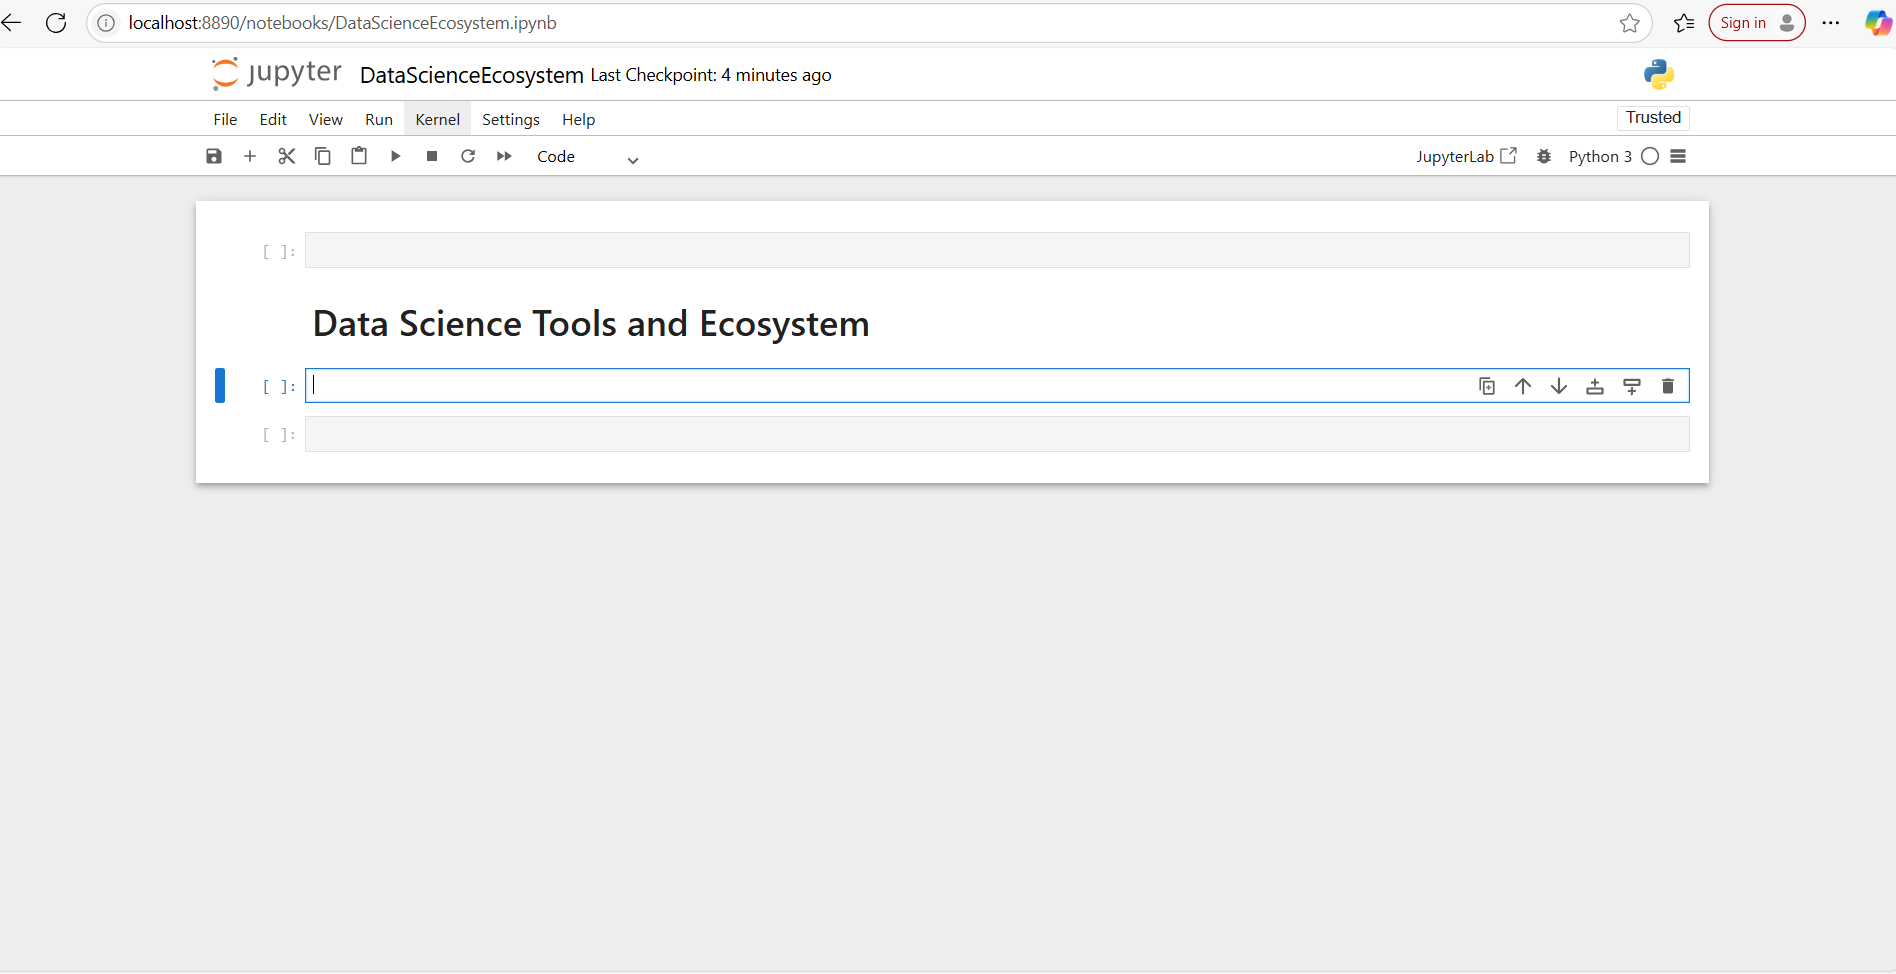 localhost:8890/notebooks/DataScienceEcosystem.ipynb
Sign in
jupyter DataScienceEcosystem Last Checkpoint: 4 minutes ago
File Edit View Run Kernel Settings Help
Trusted
Code
JupyterLab
Python 3
[ ]:
Data Science Tools and Ecosystem
[ ]:
[ ]: